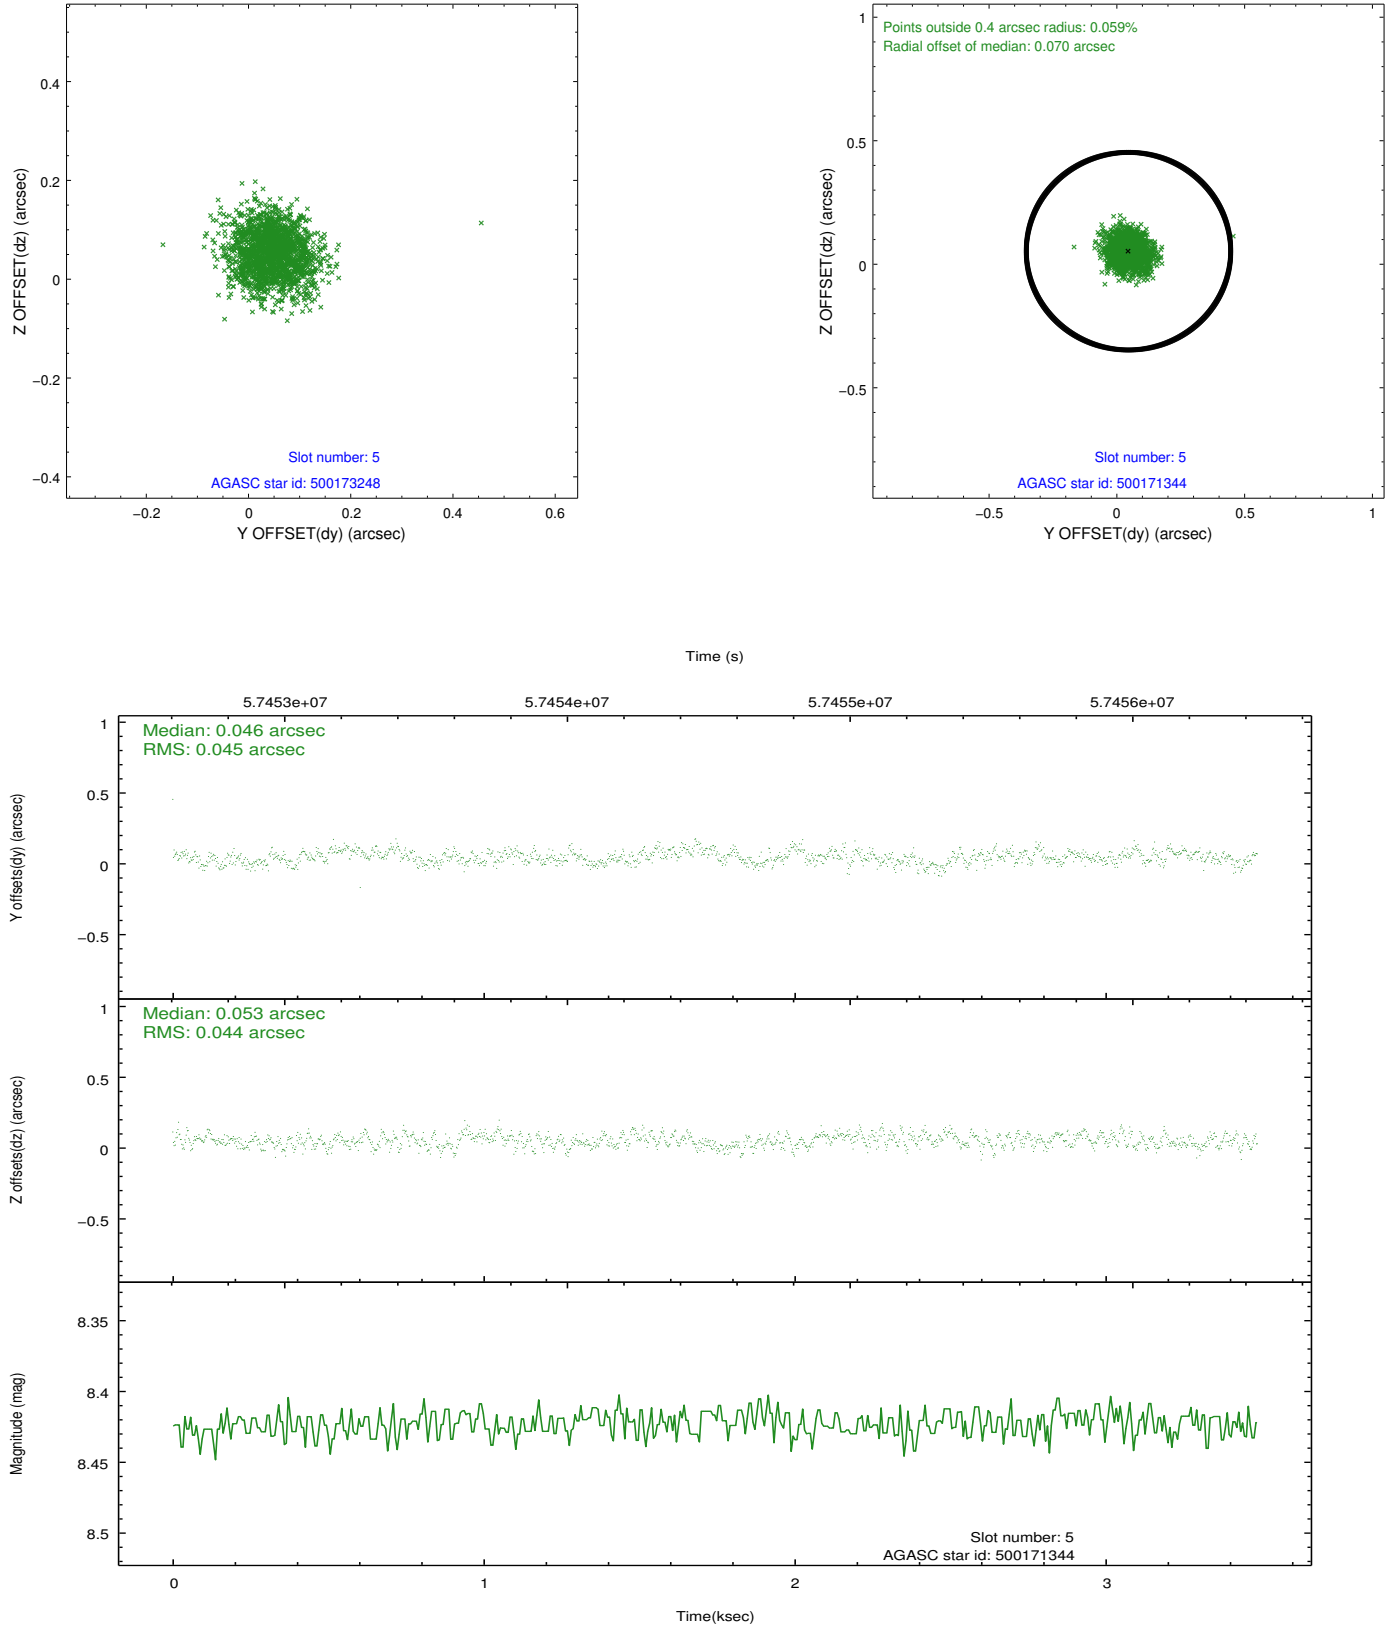 0.4
0.2
0
−0.2
−0.4
Z OFFSET(dz) (arcsec)
Slot number: 5
AGASC star id: 500173248
−0.2 0 0.2 0.4 0.6
Y OFFSET(dy) (arcsec)
Points outside 0.4 arcsec radius: 0.059%
Radial offset of median: 0.070 arcsec
1
0.5
0
−0.5
Z OFFSET(dz) (arcsec)
Slot number: 5
AGASC star id: 500171344
−0.5 0 0.5 1
Y OFFSET(dy) (arcsec)
Time (s)
5.7453e+07 5.7454e+07 5.7455e+07 5.7456e+07
Median: 0.046 arcsec
RMS: 0.045 arcsec
1
0.5
0
−0.5
Y offsets(dy) (arcsec)
Median: 0.053 arcsec
RMS: 0.044 arcsec
1
0.5
0
−0.5
Z offsets(dz) (arcsec)
8.35
8.4
8.45
8.5
Magnitude (mag)
Slot number: 5
AGASC star id: 500171344
0 1 2 3
Time(ksec)